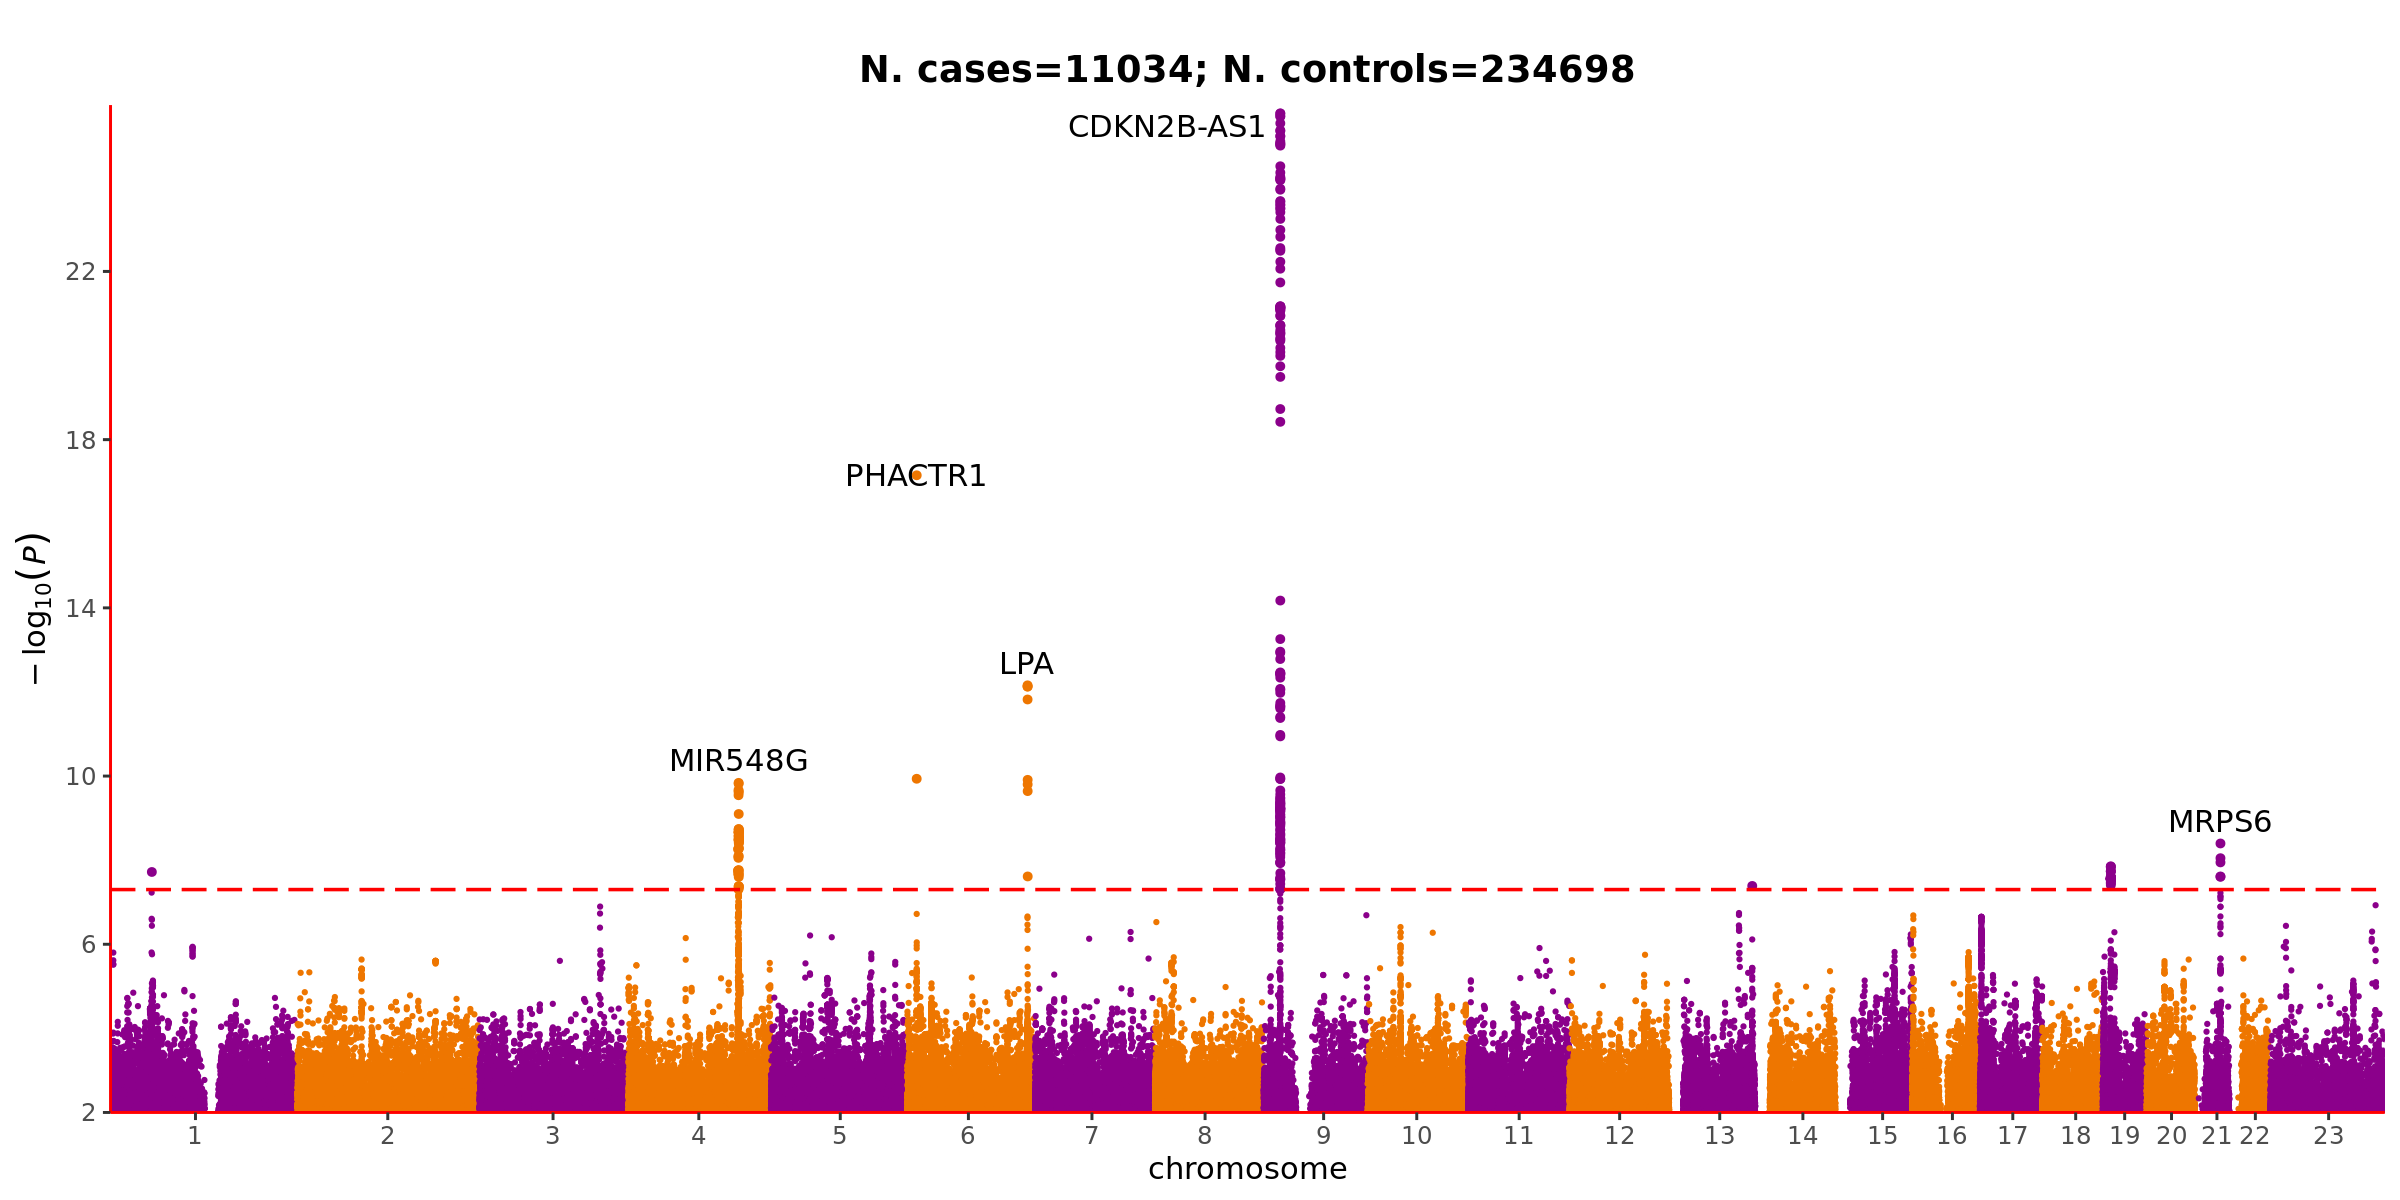 N. cases=11034; N. controls=234698
CDKN2B-AS1
PHACTR1
LPA
MIR548G
MRPS6
−log₁₀(P)
22
18
14
10
6
2
1 2 3 4 5 6 7 8 9 10 11 12 13 14 15 16 17 18 19 20 21 22 23
chromosome